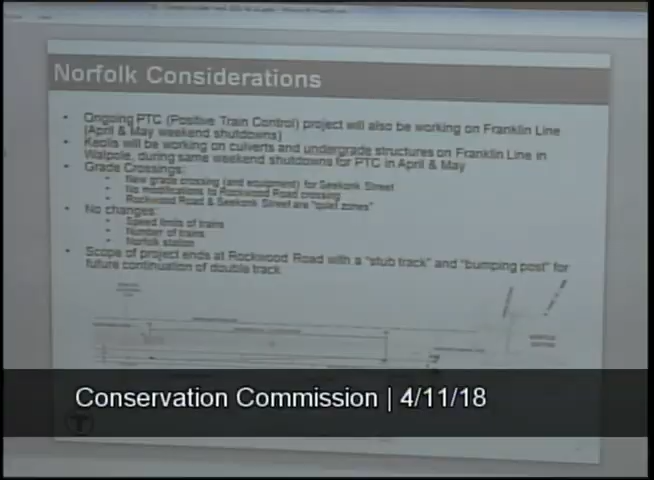 Norfolk Considerations
• Ongoing PTC (Positive Train Control) project will also be working on Franklin Line
(April & May weekend shutdowns)
• Keolis will be working on culverts and undergrade structures on Franklin Line in
Walpole, during same weekend shutdowns for PTC in April & May
• Grade Crossings:
• New grade crossing (and equipment) for Seekonk Street
• No modifications to Rockwood Road crossing
• Rockwood Road & Seekonk Street are "quiet zones"
• No changes:
• Speed limits of trains
• Number of trains
• Norfolk station
• Scope of project ends at Rockwood Road with a "stub track" and "bumping post" for
future continuation of double track
Conservation Commission | 4/11/18
T